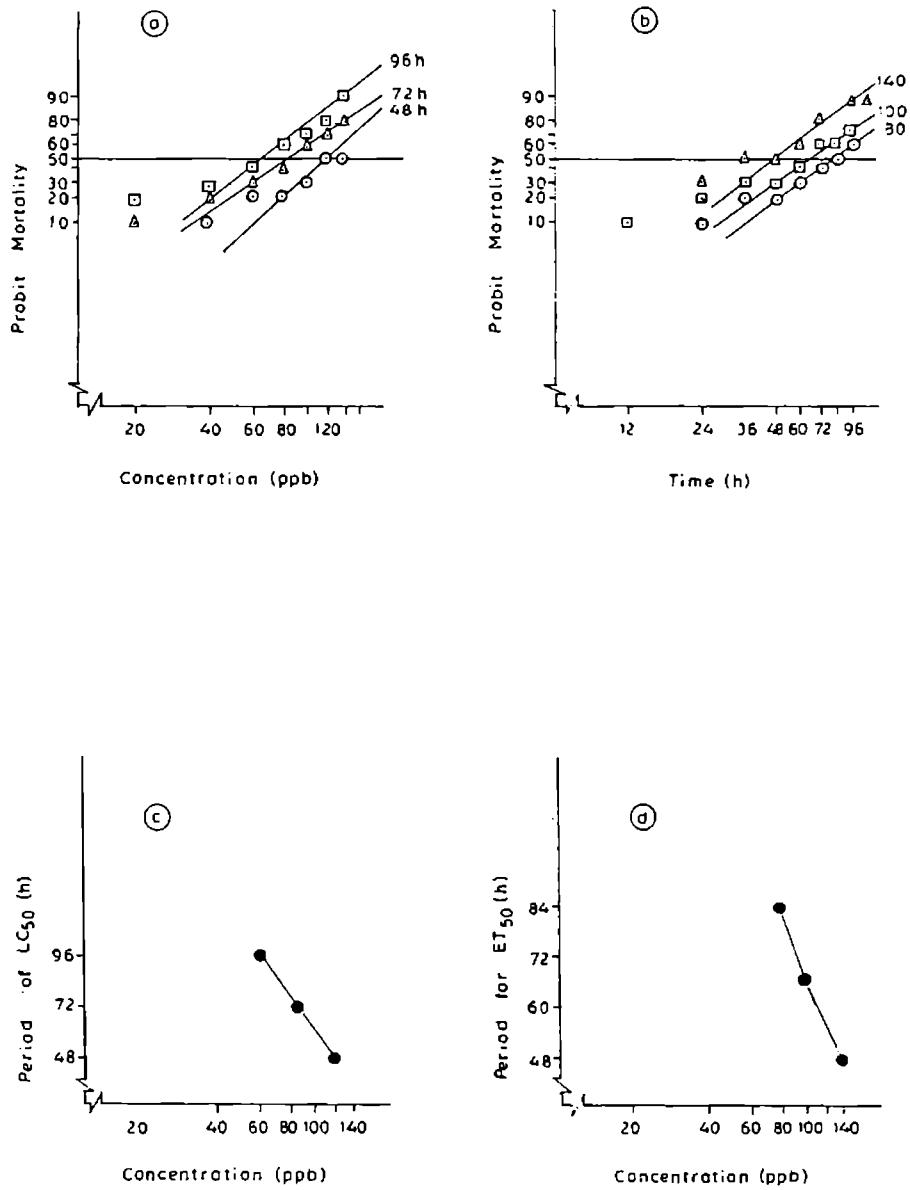 a
96h
72h
48h
90
80
60
50
30
20
10
Probit Mortality
20 40 60 80 120
Concentration (ppb)
b
140
100
80
90
80
60
50
30
20
10
Probit Mortality
12 24 36 48 60 72 96
Time (h)
c
96
72
48
Period of LC50 (h)
20 40 60 80 100 140
Concentration (ppb)
d
84
72
60
48
Period for ET50 (h)
20 40 60 80 100 140
Concentration (ppb)